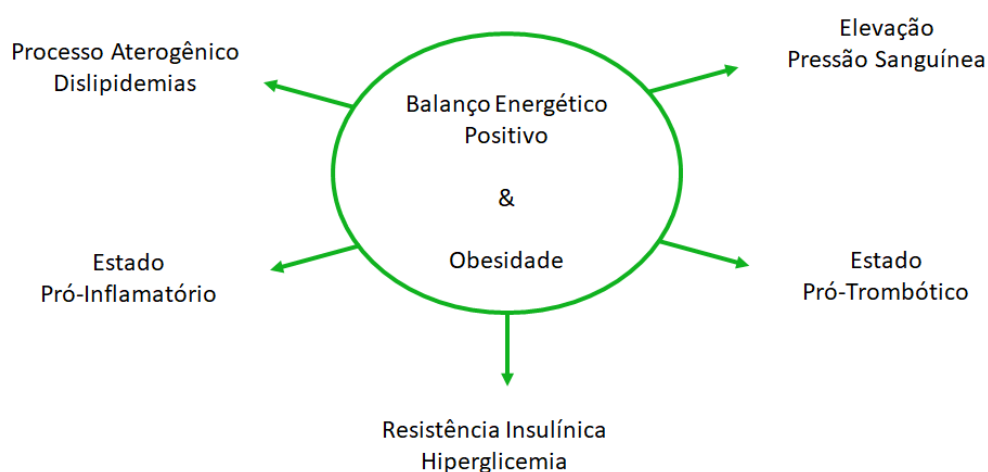 Processo Aterogênico
Dislipidemias
Elevação
Pressão Sanguínea
Balanço Energético
Positivo
&
Obesidade
Estado
Pró-Inflamatório
Estado
Pró-Trombótico
Resistência Insulínica
Hiperglicemia